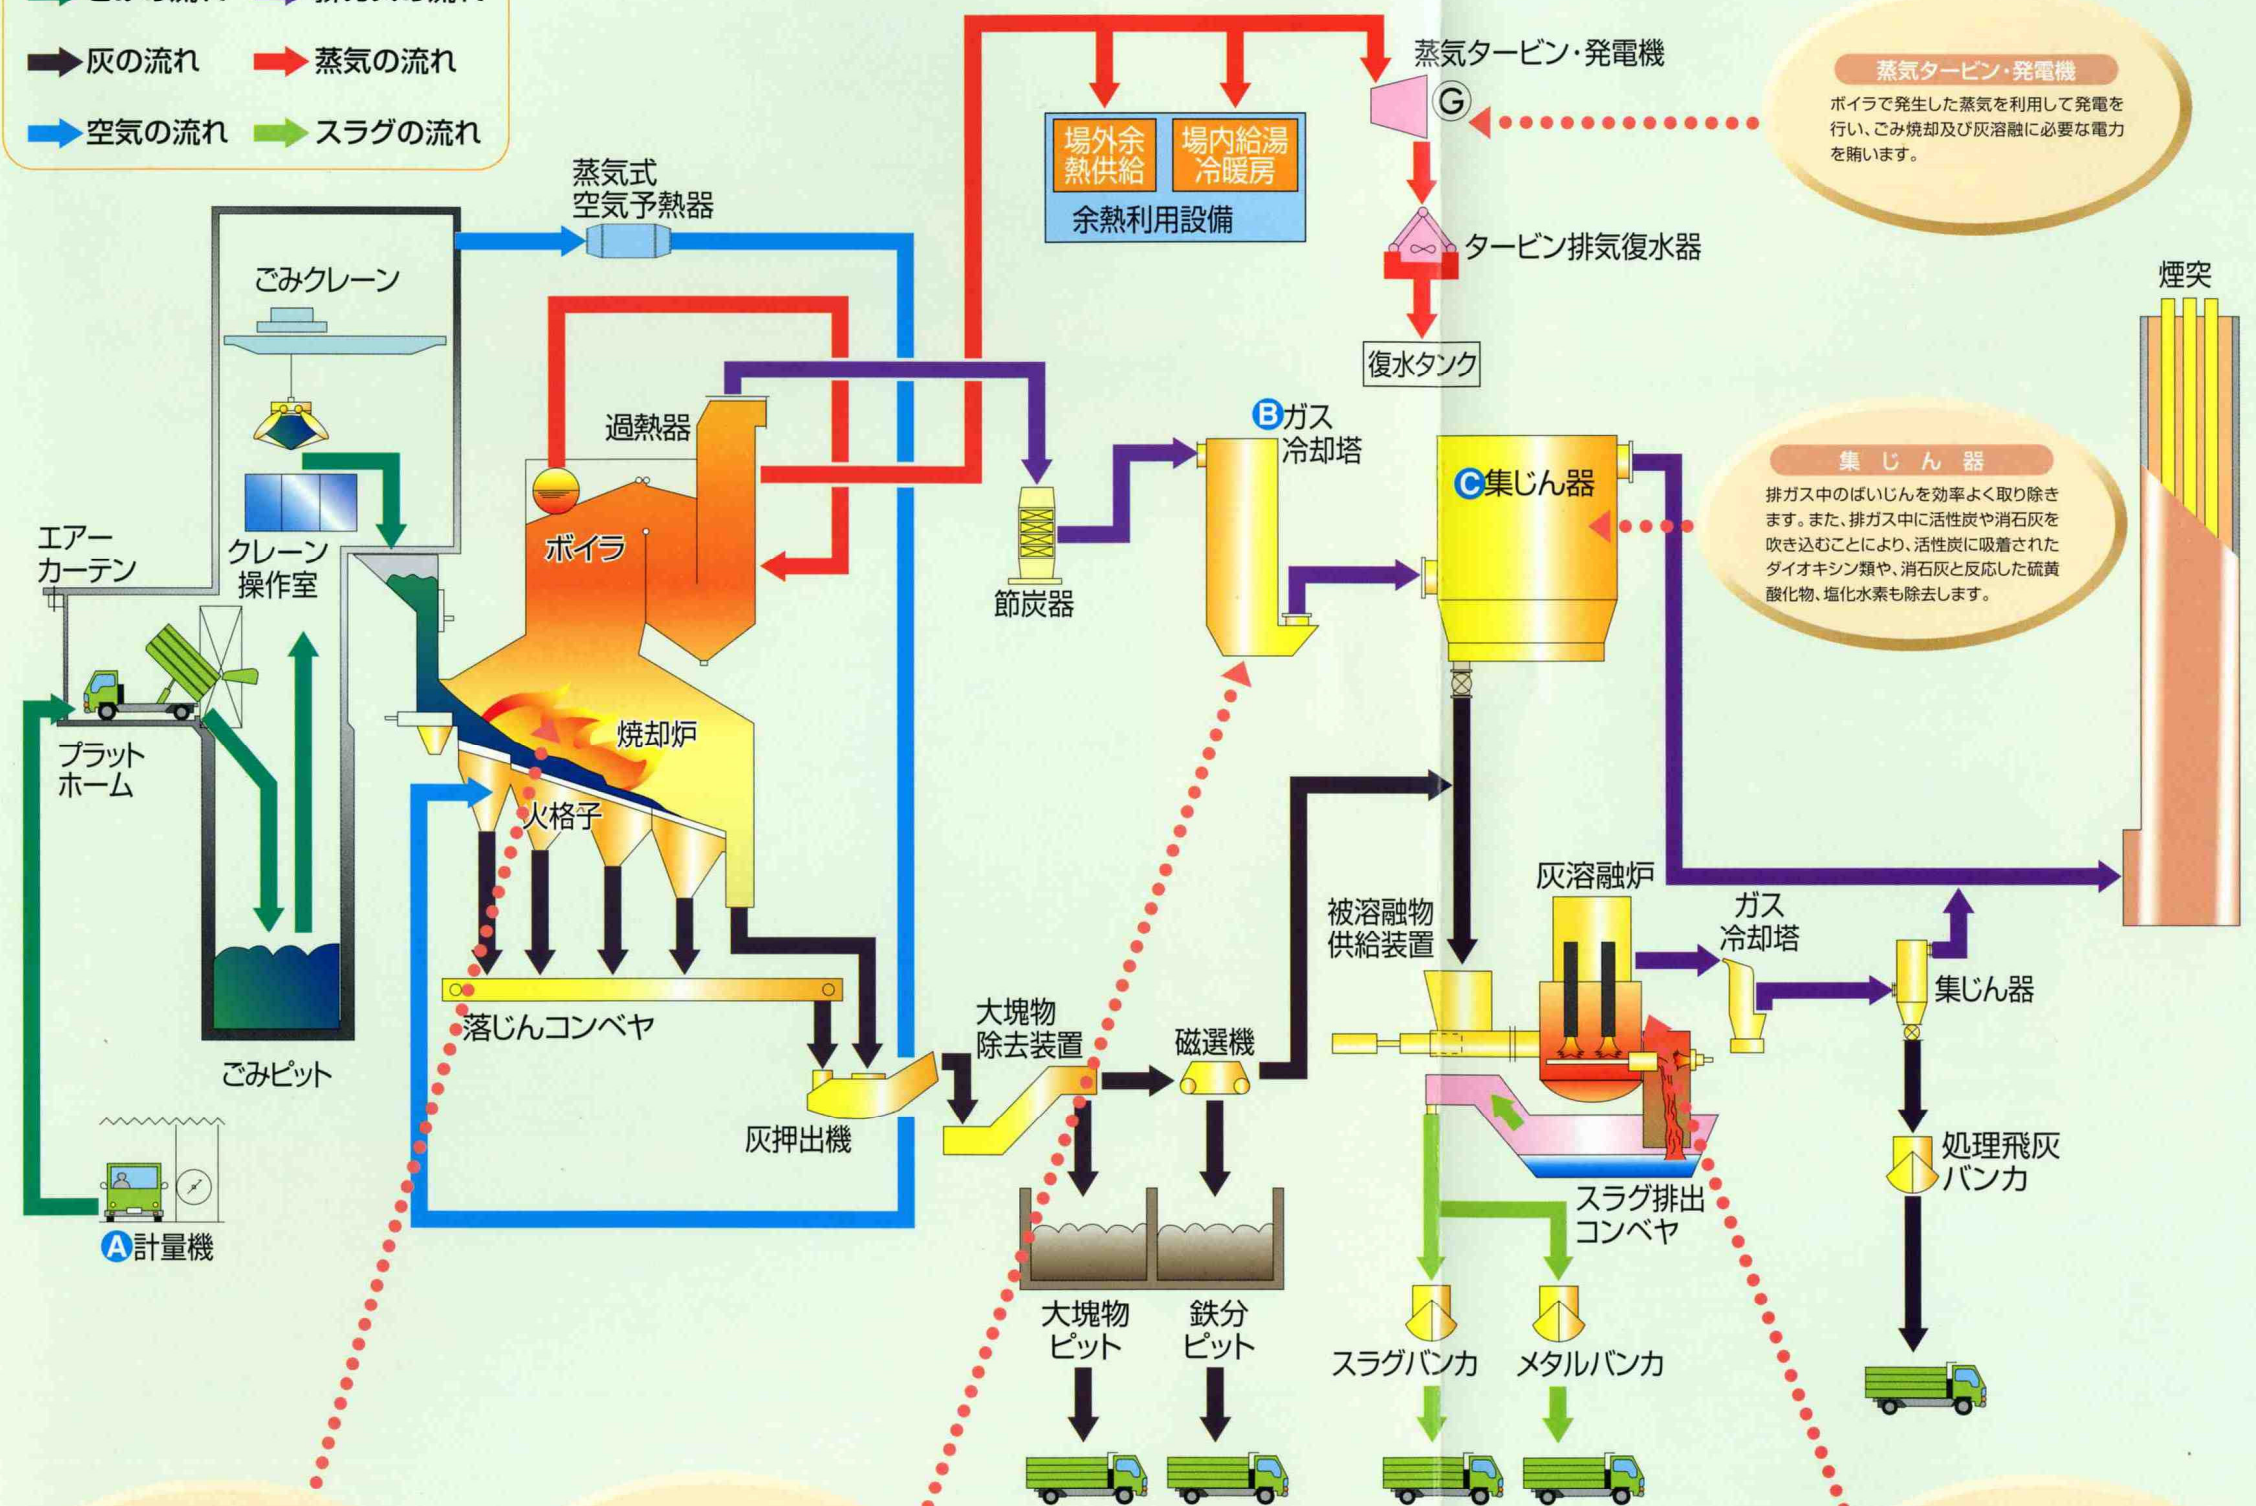 灰の流れ
蒸気の流れ
空気の流れ
スラグの流れ
蒸気タービン・発電機
G
蒸気タービン・発電機
ボイラで発生した蒸気を利用して発電を
行い、ごみ焼却及び灰溶融に必要な電力
を賄います。
場外余
熱供給
場内給湯
冷暖房
余熱利用設備
蒸気式
空気予熱器
タービン排気復水器
復水タンク
煙突
ごみクレーン
過熱器
Bガス
冷却塔
C集じん器
集じん器
排ガス中のばいじんを効率よく取り除き
ます。また、排ガス中に活性炭や消石灰を
吹き込むことにより、活性炭に吸着された
ダイオキシン類や、消石灰と反応した硫黄
酸化物、塩化水素も除去します。
エアー
カーテン
クレーン
操作室
ボイラ
節炭器
プラット
ホーム
焼却炉
火格子
灰溶融炉
被溶融物
供給装置
ガス
冷却塔
集じん器
落じんコンベヤ
大塊物
除去装置
磁選機
ごみピット
灰押出機
処理飛灰
バンカ
スラグ排出
コンベヤ
A計量機
大塊物
ピット
鉄分
ピット
スラグバンカ
メタルバンカ